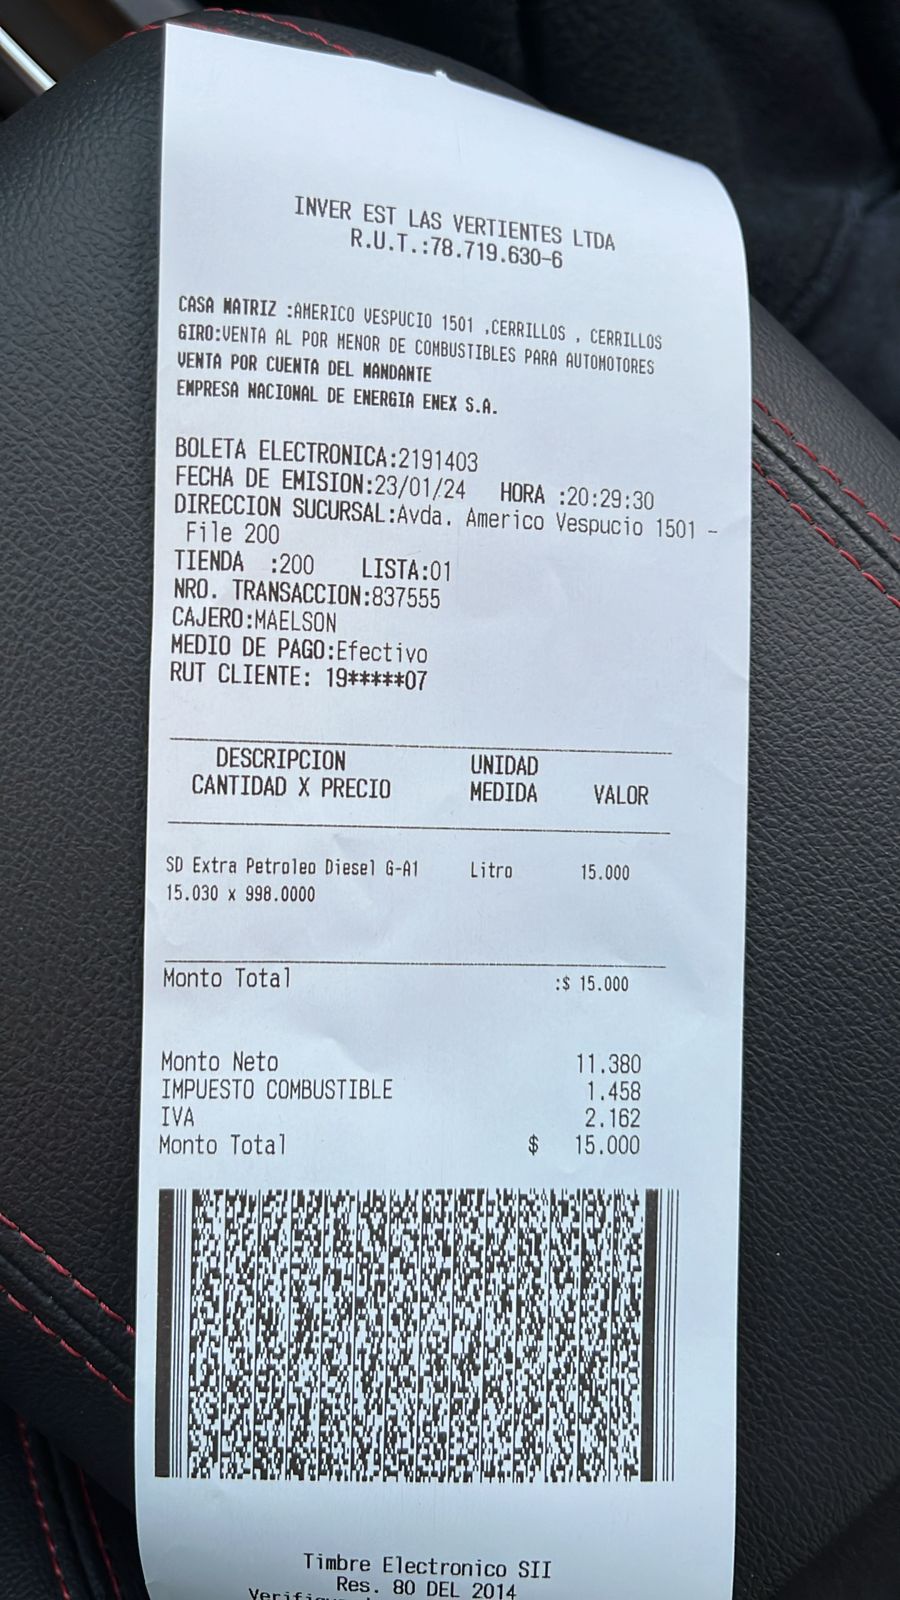 INVER EST LAS VERTIENTES LTDA
R.U.T.:78.719.630-6
CASA MATRIZ :AMERICO VESPUCIO 1501 ,CERRILLOS , CERRILLOS
GIRO:VENTA AL POR MENOR DE COMBUSTIBLES PARA AUTOMOTORES
VENTA POR CUENTA DEL MANDANTE
EMPRESA NACIONAL DE ENERGIA ENEX S.A.
BOLETA ELECTRONICA:2191403
FECHA DE EMISION:23/01/24 HORA :20:29:30
DIRECCION SUCURSAL:Avda. Americo Vespucio 1501 -
File 200
TIENDA :200 LISTA:01
NRO. TRANSACCION:837555
CAJERO:MAELSON
MEDIO DE PAGO:Efectivo
RUT CLIENTE: 19*****07
DESCRIPCION UNIDAD
CANTIDAD X PRECIO MEDIDA VALOR
SD Extra Petroleo Diesel G-A1 Litro 15.000
15.030 x 998.0000
Monto Total :$ 15.000
Monto Neto 11.380
IMPUESTO COMBUSTIBLE 1.458
IVA 2.162
Monto Total $ 15.000
Timbre Electronico SII
Res. 80 DEL 2014